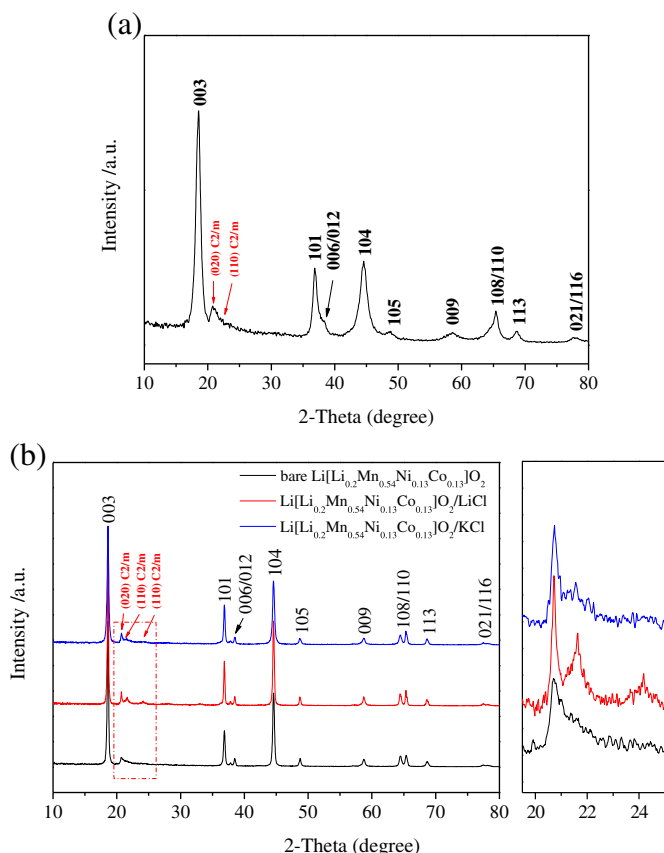 (a)
003
(020) C2/m
(110) C2/m
101
006/012
104
105
009
108/110
113
021/116
Intensity /a.u.
10 20 30 40 50 60 70 80
2-Theta (degree)
(b)
bare Li[Li0.2Mn0.54Ni0.13Co0.13]O2
Li[Li0.2Mn0.54Ni0.13Co0.13]O2/LiCl
Li[Li0.2Mn0.54Ni0.13Co0.13]O2/KCl
003
(020) C2/m
(110) C2/m
(110) C2/m
101
006/012
104
105
009
108/110
113
021/116
Intensity /a.u.
10 20 30 40 50 60 70 80
2-Theta (degree)
20 22 24